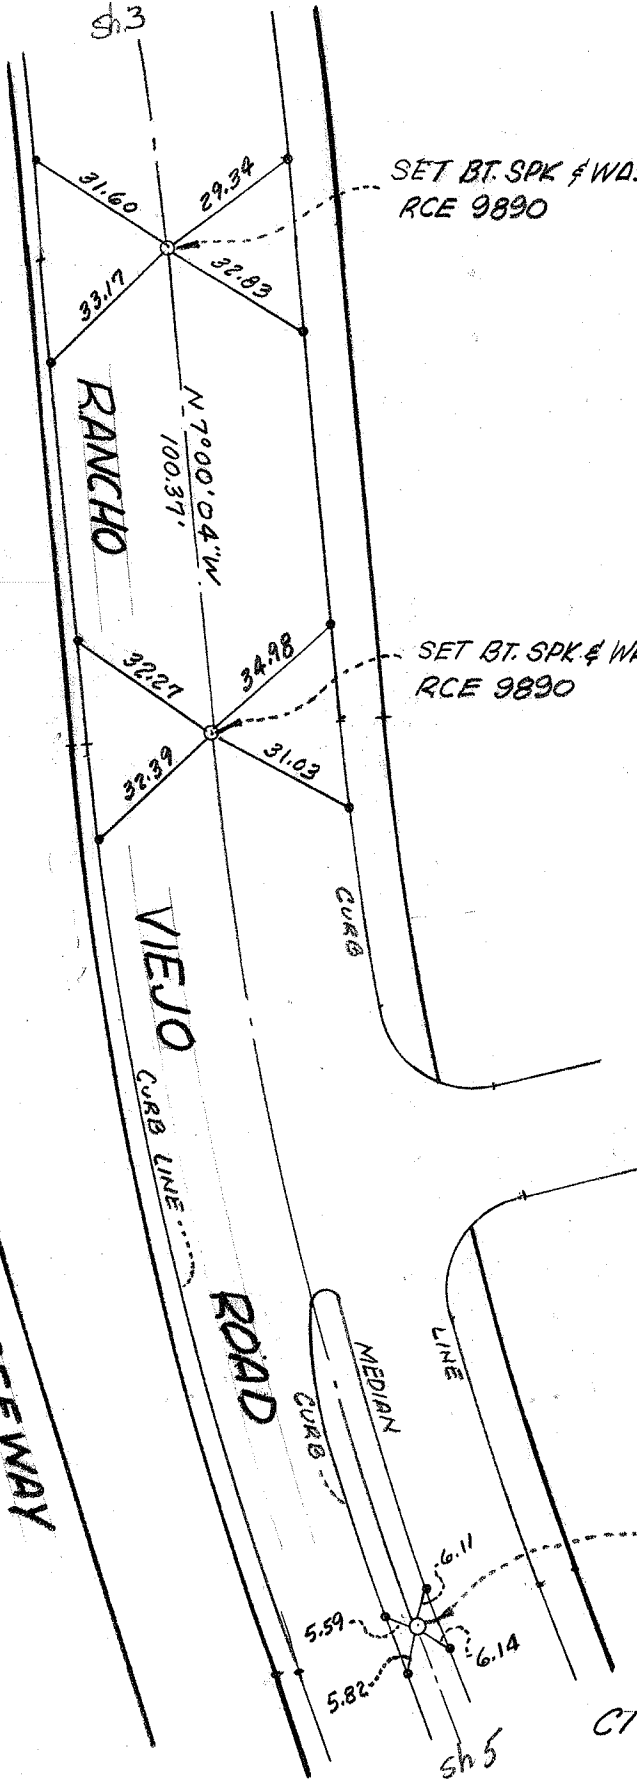 sh.3
31.60
29.34
SET BT. SPK & WA.
RCE 9890
33.17
32.83
RANCHO
N 7°00'04" W
100.37'
32.27
34.98
SET BT. SPK & WA
RCE 9890
32.39
31.03
CURB
VIEJO
CURB LINE
ROAD
MEDIAN
CURB
LINE
EEWAY
6.11
5.59
5.82
6.14
sh 5